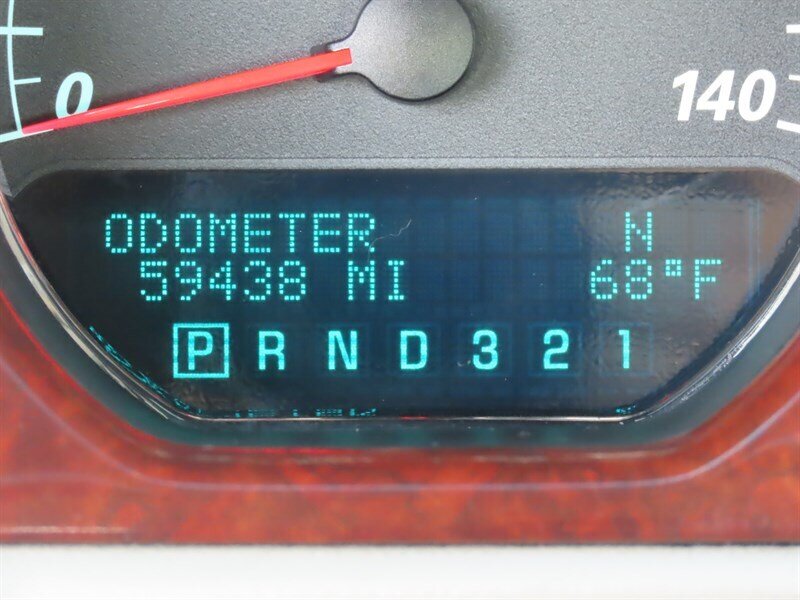 0 140
ODOMETER N
59438 MI 68°F
P R N D 3 2 1